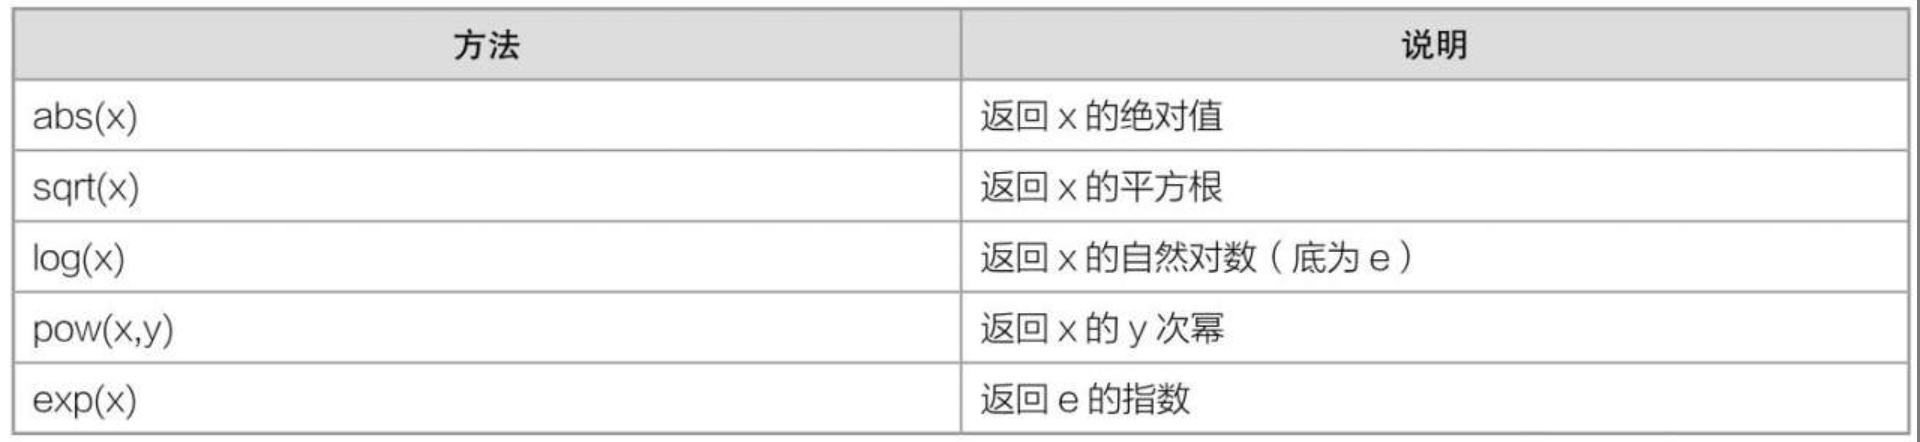 方法 说明
abs(x) 返回 x 的绝对值
sqrt(x) 返回 x 的平方根
log(x) 返回 x 的自然对数（底为 e）
pow(x,y) 返回 x 的 y 次幂
exp(x) 返回 e 的指数